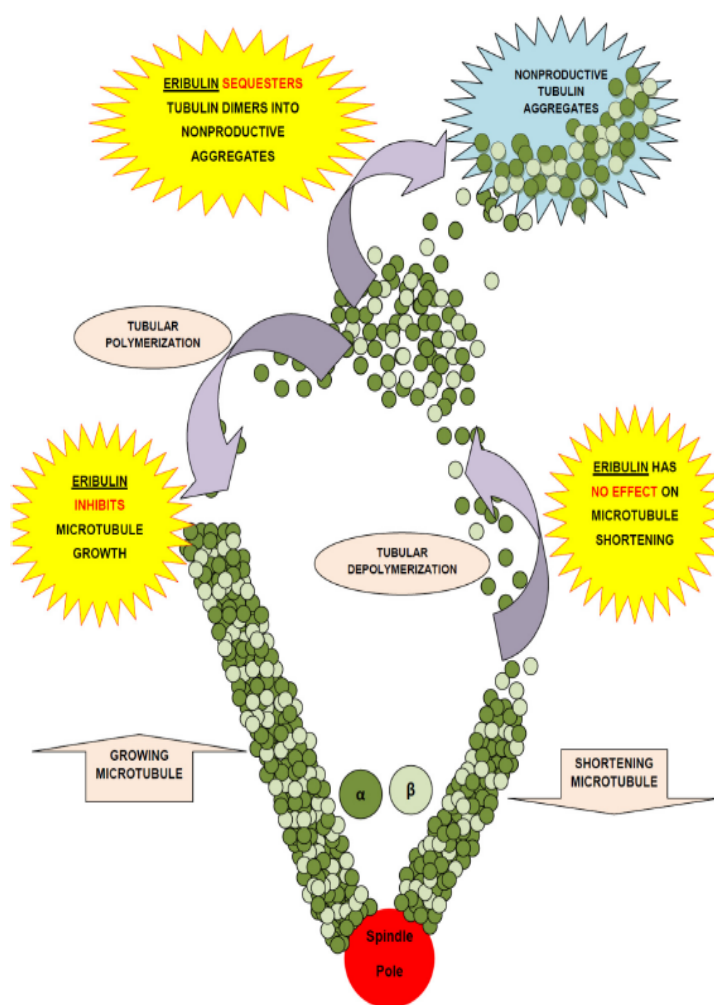 ERIBULIN SEQUESTERS
TUBULIN DIMERS INTO
NONPRODUCTIVE
AGGREGATES
NONPRODUCTIVE
TUBULIN
AGGREGATES
TUBULAR
POLYMERIZATION
ERIBULIN
INHIBITS
MICROTUBULE
GROWTH
ERIBULIN HAS
NO EFFECT ON
MICROTUBULE
SHORTENING
TUBULAR
DEPOLYMERIZATION
GROWING
MICROTUBULE
SHORTENING
MICROTUBULE
α
β
Spindle
Pole